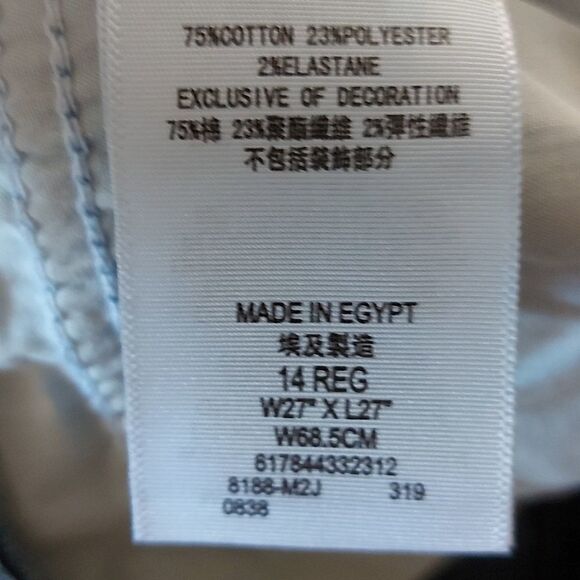 75%COTTON 23%POLYESTER
2%ELASTANE
EXCLUSIVE OF DECORATION
75%棉 23%聚酯纖維 2%彈性纖維
不包括裝飾部分
MADE IN EGYPT
埃及製造
14 REG
W27" X L27"
W68.5CM
617844332312
8188-M2J 319
0838